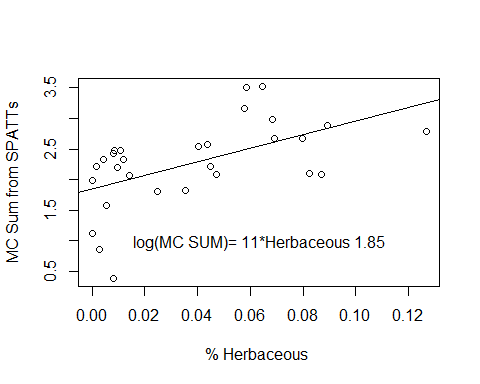 3.5
2.5
1.5
0.5
MC Sum from SPATTs
log(MC SUM)= 11*Herbaceous 1.85
0.00 0.02 0.04 0.06 0.08 0.10 0.12
% Herbaceous